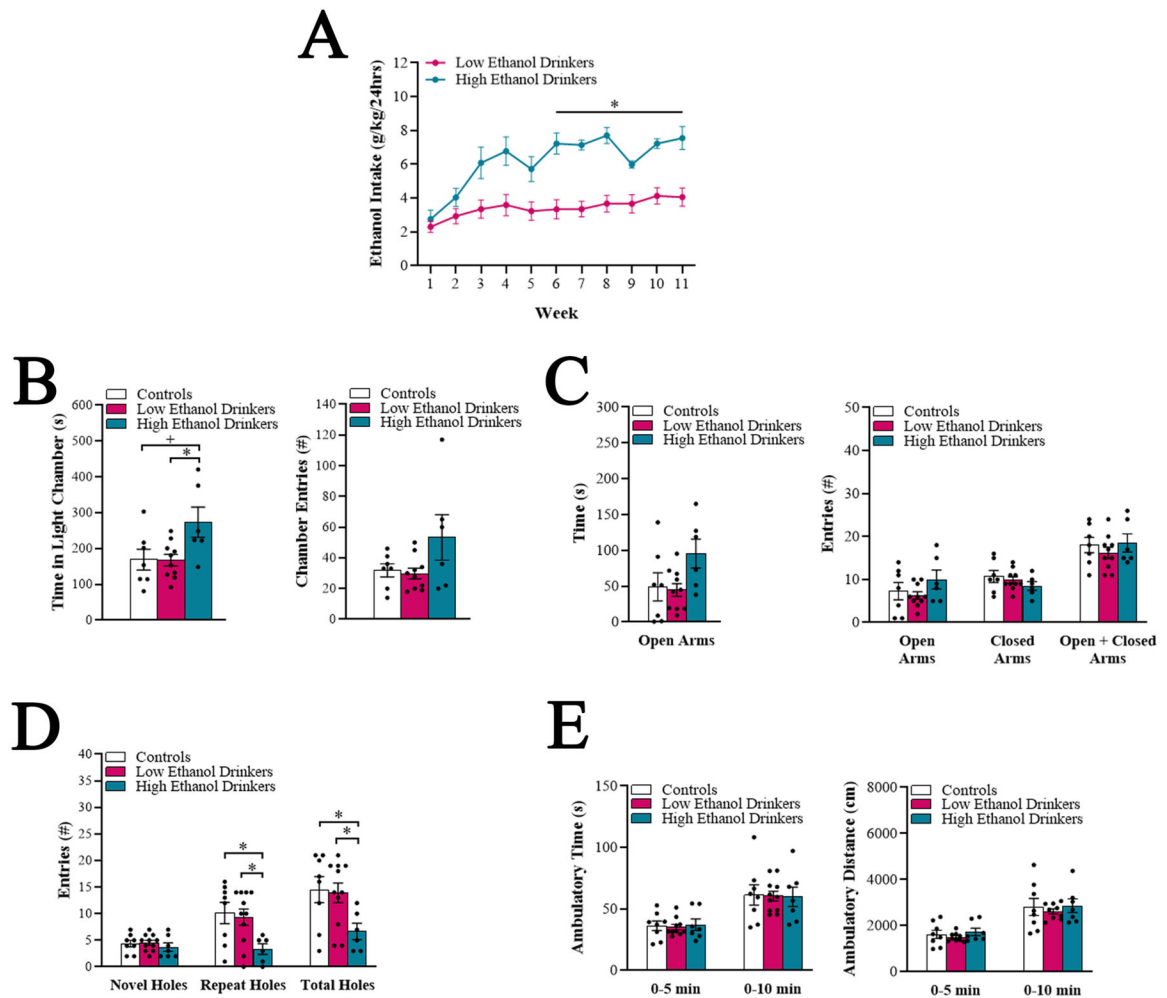 A
Low Ethanol Drinkers
High Ethanol Drinkers
*
Ethanol Intake (g/kg/24hrs)
12
10
8
6
4
2
0
1 2 3 4 5 6 7 8 9 10 11
Week
B
Controls
Low Ethanol Drinkers
High Ethanol Drinkers
+
*
Time in Light Chamber (s)
600
500
400
300
200
100
0
Controls
Low Ethanol Drinkers
High Ethanol Drinkers
Chamber Entries (#)
140
120
100
80
60
40
20
0
C
Controls
Low Ethanol Drinkers
High Ethanol Drinkers
Time (s)
300
250
200
150
100
50
0
Open Arms
Controls
Low Ethanol Drinkers
High Ethanol Drinkers
Entries (#)
50
40
30
20
10
0
Open Arms
Closed Arms
Open + Closed Arms
D
Controls
Low Ethanol Drinkers
High Ethanol Drinkers
* *
* *
Entries (#)
40
35
30
25
20
15
10
5
0
Novel Holes Repeat Holes Total Holes
E
Controls
Low Ethanol Drinkers
High Ethanol Drinkers
Ambulatory Time (s)
150
100
50
0
0-5 min 0-10 min
Controls
Low Ethanol Drinkers
High Ethanol Drinkers
Ambulatory Distance (cm)
8000
6000
4000
2000
0
0-5 min 0-10 min